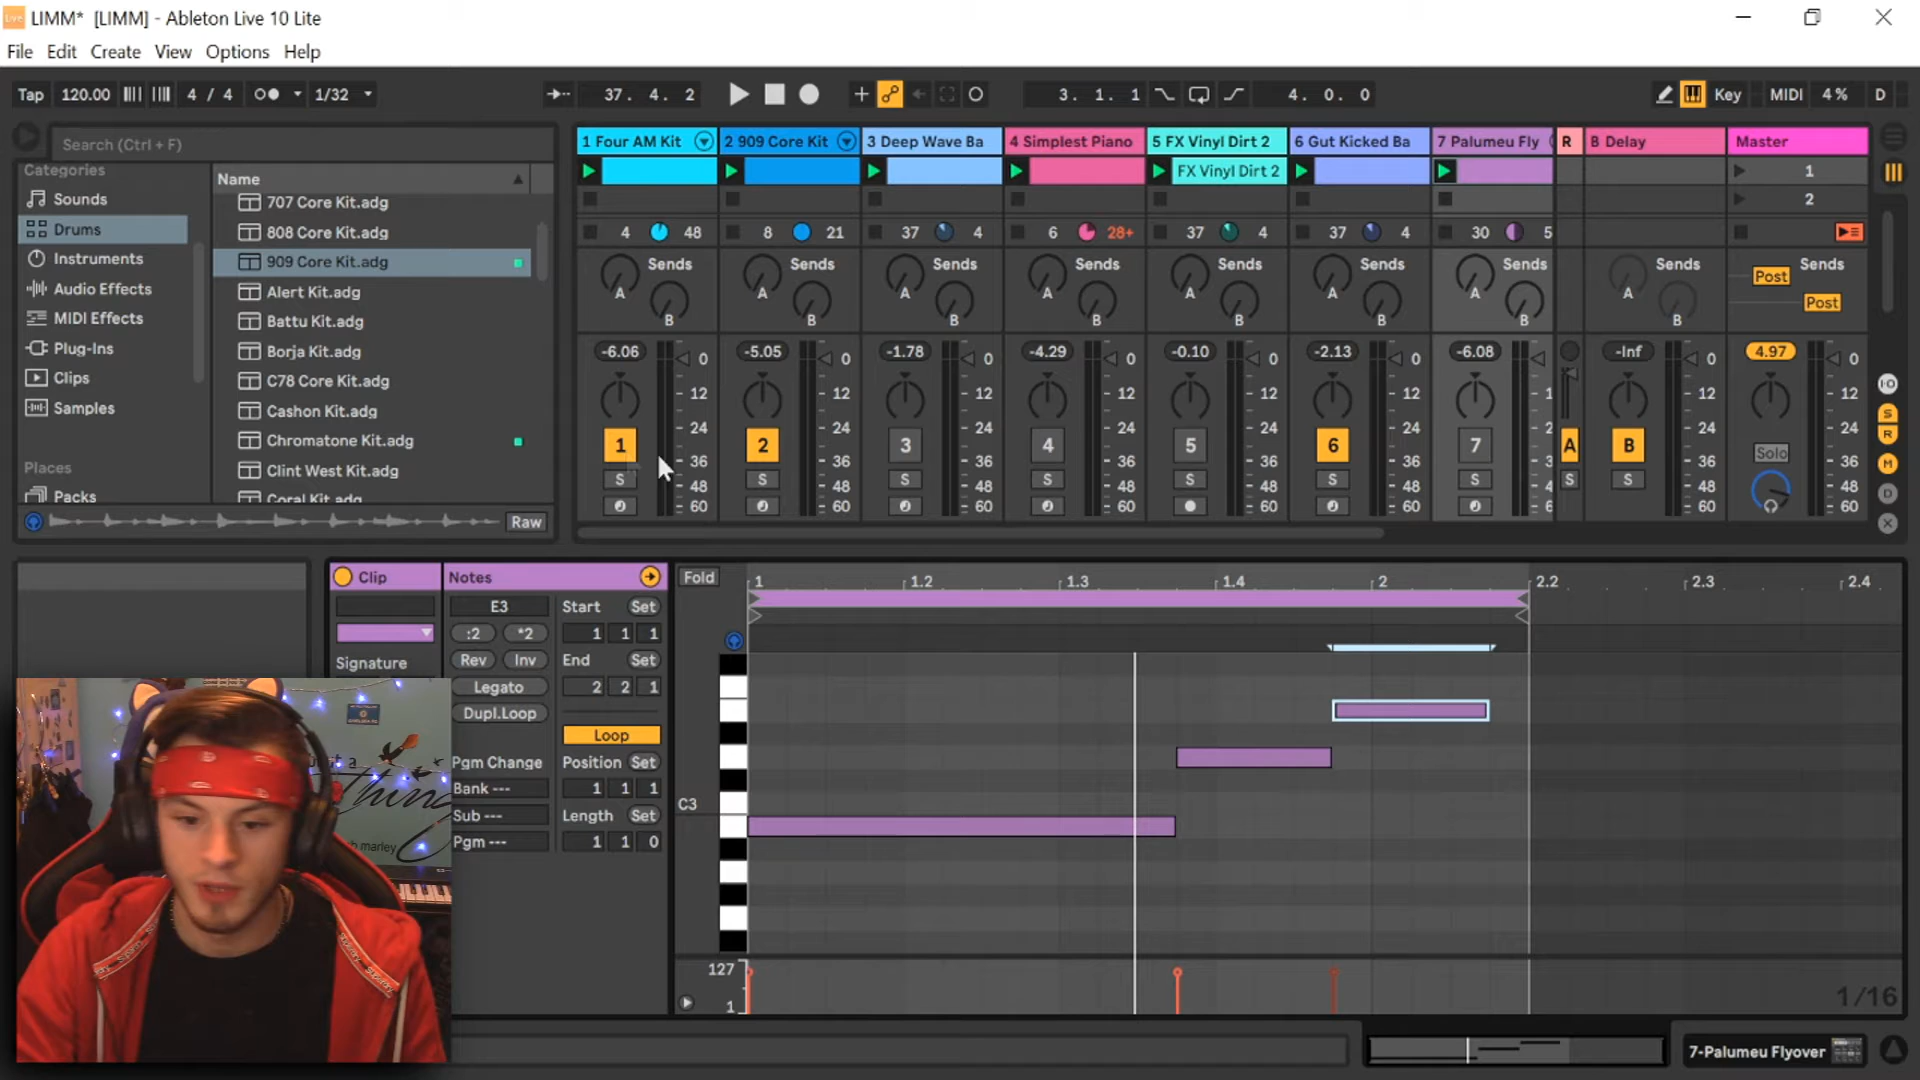 LIMM* [LIMM] - Ableton Live 10 Lite
File Edit Create View Options Help
Tap 120.00 4 / 4 1/32 37. 4. 2 3. 1. 1 4. 0. 0 Key MIDI 4 % D
Search (Ctrl + F)
Categories
Sounds
Drums
Instruments
Audio Effects
MIDI Effects
Plug-Ins
Clips
Samples
Places
Packs
Name
707 Core Kit.adg
808 Core Kit.adg
909 Core Kit.adg
Alert Kit.adg
Battu Kit.adg
Borja Kit.adg
C78 Core Kit.adg
Cashon Kit.adg
Chromatone Kit.adg
Clint West Kit.adg
Coral Kit.adg
Raw
1 Four AM Kit 2 909 Core Kit 3 Deep Wave Ba 4 Simplest Piano 5 FX Vinyl Dirt 2 6 Gut Kicked Ba 7 Palumeu Fly R B Delay Master
FX Vinyl Dirt 2 1
2
4 48 8 21 37 4 6 28+ 37 4 37 4 30 5
Sends Sends Sends Sends Sends Sends Sends Sends Sends
A A A A A A A A Post
B B B B B B B B Post
-6.06 0 -5.05 0 -1.78 0 -4.29 0 -0.10 0 -2.13 0 -6.08 -Inf 0 4.97 0
12 12 12 12 12 12 1 12 12
24 24 24 24 24 24 2 24 24
1 2 3 4 5 6 7 A B Solo
36 36 36 36 36 36 3 36 36
S S S S S S S S S
48 48 48 48 48 48 4 48 48
60 60 60 60 60 60 6 60 60
I·O
S
R
M
D
X
Clip
Signature
Notes
E3
:2 *2
Rev Inv
Legato
Dupl.Loop
Pgm Change
Bank ---
Sub ---
Pgm ---
Start Set
1 1 1
End Set
2 2 1
Loop
Position Set
1 1 1
Length Set
1 1 0
Fold 1 1.2 1.3 1.4 2 2.2 2.3 2.4
C3
127
1
1/16
marley
7-Palumeu Flyover